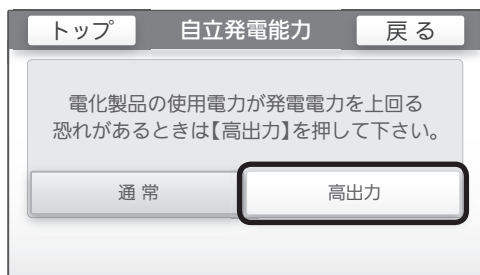 トップ 自立発電能力 戻る
電化製品の使用電力が発電電力を上回る
恐れがあるときは【高出力】を押して下さい。
通常 高出力